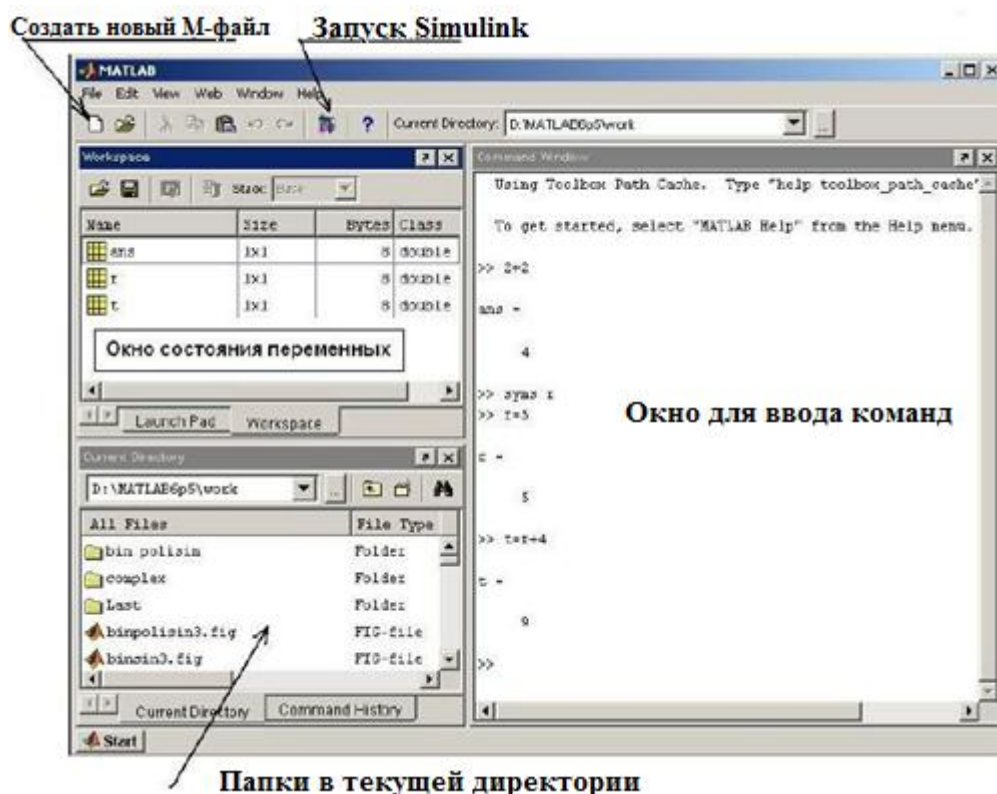 Создать новый М-файл
Запуск Simulink
MATLAB
File Edit View Web Window Help
? Current Directory: D:\MATLAB6p5\work ...
Workspace
Stack: Base
Name Size Bytes Class
ans 1x1 8 double
r 1x1 8 double
t 1x1 8 double
Окно состояния переменных
Launch Pad Workspace
Current Directory
D:\MATLAB6p5\work ...
All Files File Type
bin polisin Folder
complex Folder
Last Folder
binpolisin3.fig FIG-file
binsin3.fig FIG-file
Current Directory Command History
Start
Command Window
Using Toolbox Path Cache. Type "help toolbox_path_cache"
To get started, select "MATLAB Help" from the Help menu.
>> 2+2
ans =
4
>> syms r
>> r=5
r =
5
>> t=r+4
t =
9
>>
Окно для ввода команд
Папки в текущей директории